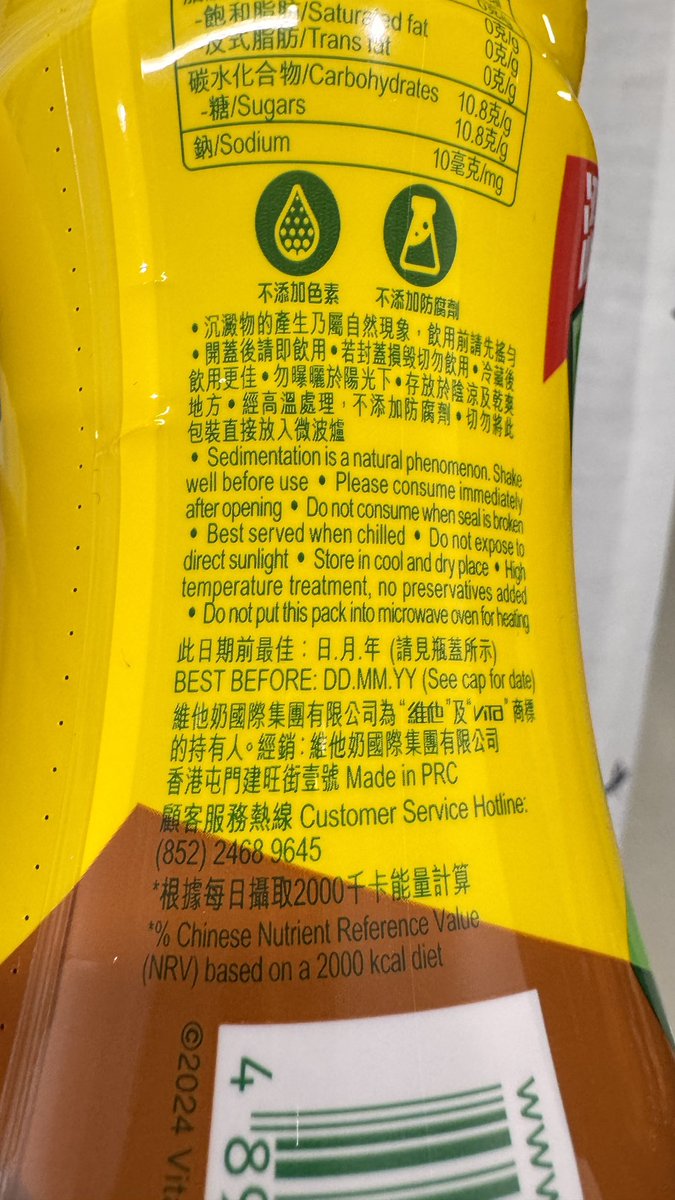 -飽和脂肪/Saturated fat 0克/g
-反式脂肪/Trans fat 0克/g
碳水化合物/Carbohydrates 10.8克/g
-糖/Sugars 10.8克/g
鈉/Sodium 10毫克/mg
不添加色素 不添加防腐劑
• 沉澱物的產生乃屬自然現象，飲用前請先搖勻
• 開蓋後請即飲用 • 若封蓋損毀切勿飲用 • 冷藏後
飲用更佳 • 勿曝曬於陽光下 • 存放於陰涼及乾爽
地方 • 經高溫處理，不添加防腐劑 • 切勿將此
包裝直接放入微波爐
• Sedimentation is a natural phenomenon. Shake
well before use • Please consume immediately
after opening • Do not consume when seal is broken
• Best served when chilled • Do not expose to
direct sunlight • Store in cool and dry place • High
temperature treatment, no preservatives added
• Do not put this pack into microwave oven for heating
此日期前最佳：日.月.年 (請見瓶蓋所示)
BEST BEFORE: DD.MM.YY (See cap for date)
維他奶國際集團有限公司為“維他”及“VITA”商標
的持有人。經銷：維他奶國際集團有限公司
香港屯門建旺街壹號 Made in PRC
顧客服務熱線 Customer Service Hotline:
(852) 2468 9645
*根據每日攝取2000千卡能量計算
*% Chinese Nutrient Reference Value
(NRV) based on a 2000 kcal diet
©2024
4 8
www